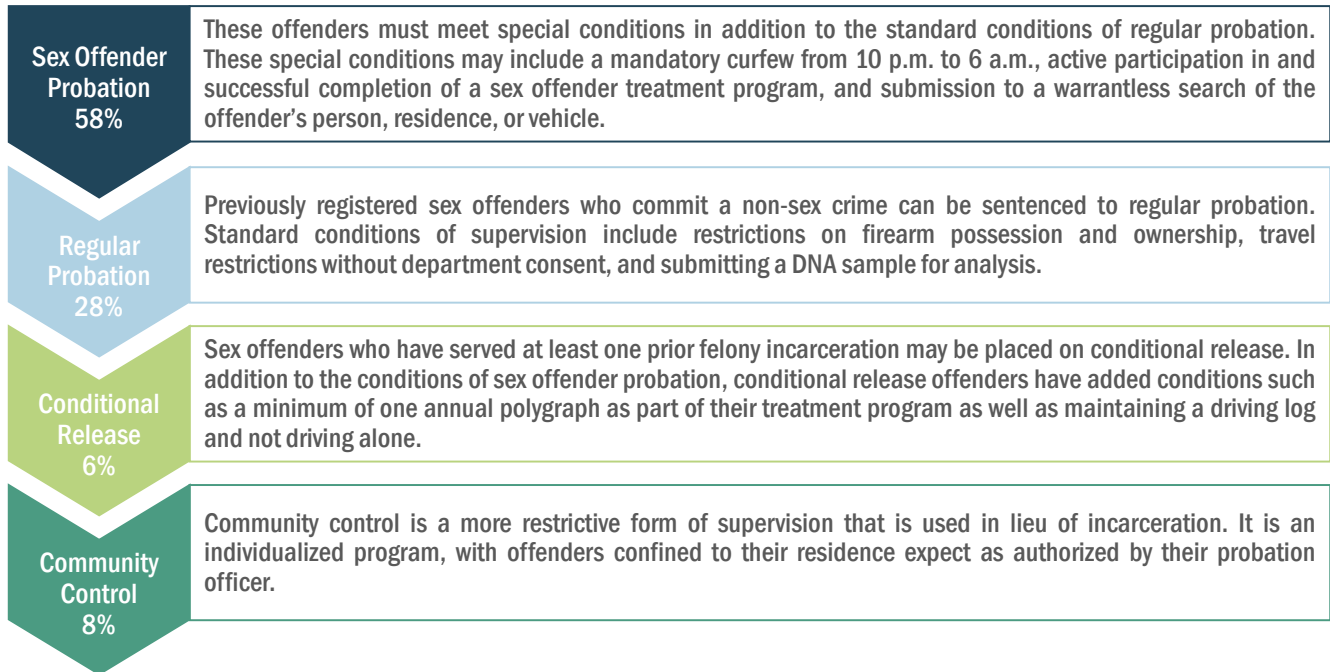 Sex Offender
Probation
58%
These offenders must meet special conditions in addition to the standard conditions of regular probation.
These special conditions may include a mandatory curfew from 10 p.m. to 6 a.m., active participation in and
successful completion of a sex offender treatment program, and submission to a warrantless search of the
offender's person, residence, or vehicle.
Regular
Probation
28%
Previously registered sex offenders who commit a non-sex crime can be sentenced to regular probation.
Standard conditions of supervision include restrictions on firearm possession and ownership, travel
restrictions without department consent, and submitting a DNA sample for analysis.
Conditional
Release
6%
Sex offenders who have served at least one prior felony incarceration may be placed on conditional release. In
addition to the conditions of sex offender probation, conditional release offenders have added conditions such
as a minimum of one annual polygraph as part of their treatment program as well as maintaining a driving log
and not driving alone.
Community
Control
8%
Community control is a more restrictive form of supervision that is used in lieu of incarceration. It is an
individualized program, with offenders confined to their residence expect as authorized by their probation
officer.